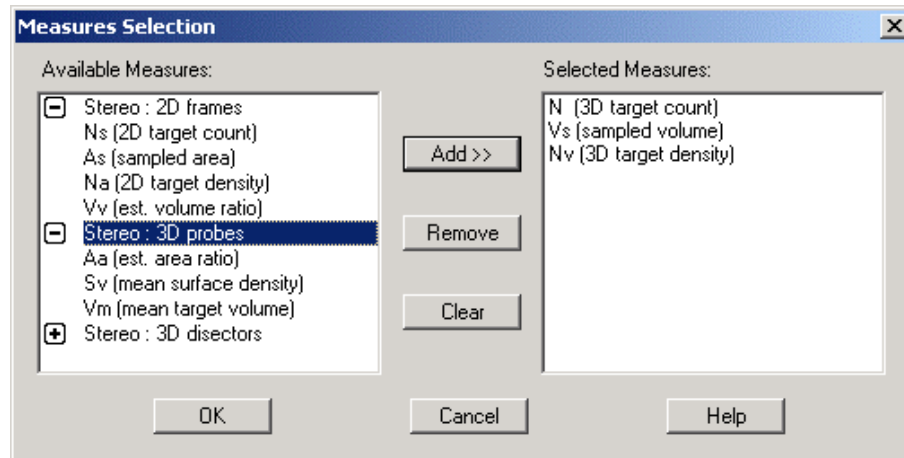 Measures Selection
Available Measures:
Stereo : 2D frames
Ns (2D target count)
As (sampled area)
Na (2D target density)
Vv (est. volume ratio)
Stereo : 3D probes
Aa (est. area ratio)
Sv (mean surface density)
Vm (mean target volume)
Stereo : 3D disectors
Add >>
Remove
Clear
Selected Measures:
N (3D target count)
Vs (sampled volume)
Nv (3D target density)
OK
Cancel
Help